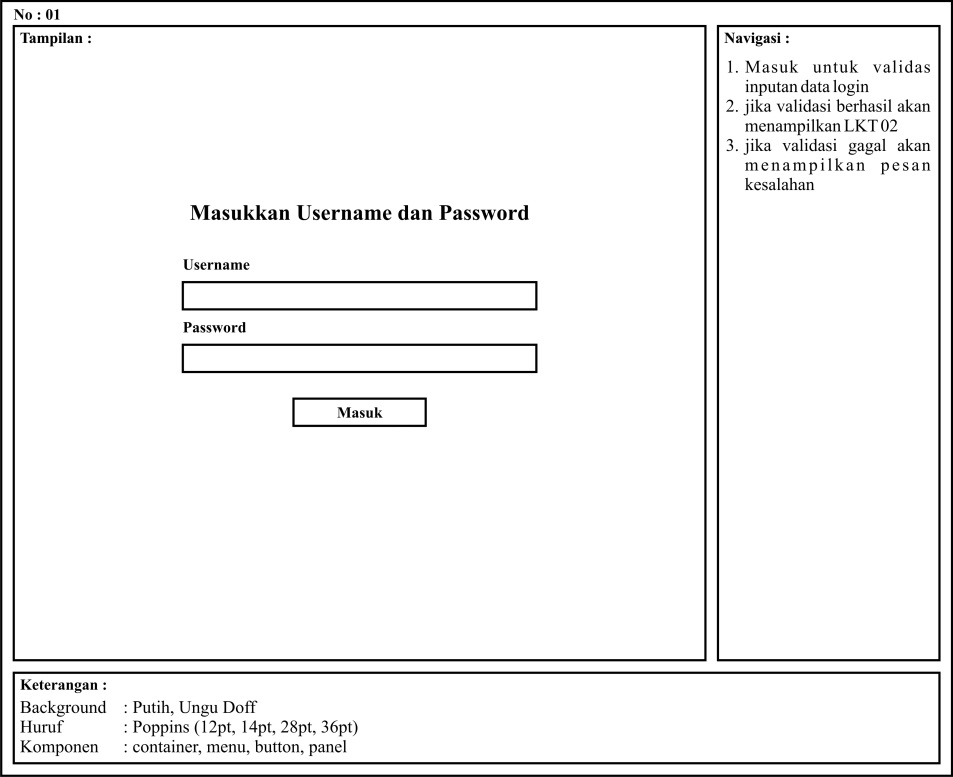 No : 01
Tampilan :
Masukkan Username dan Password
Username
Password
Masuk
Navigasi :
1. Masuk untuk validas
inputan data login
2. jika validasi berhasil akan
menampilkan LKT 02
3. jika validasi gagal akan
menampilkan pesan
kesalahan
Keterangan :
Background : Putih, Ungu Doff
Huruf : Poppins (12pt, 14pt, 28pt, 36pt)
Komponen : container, menu, button, panel